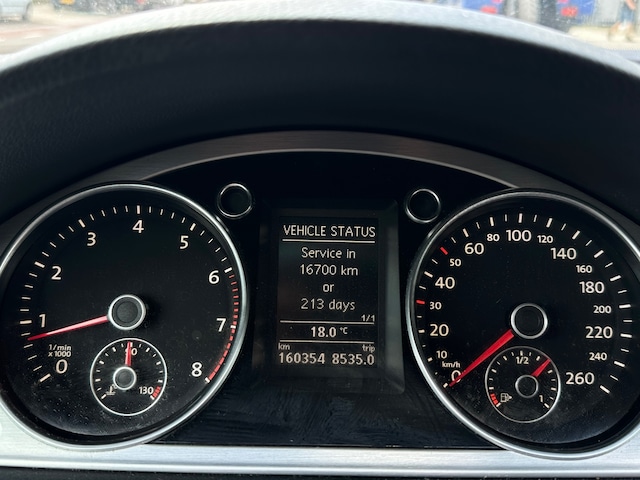 VEHICLE STATUS
Service in
16700 km
or
213 days
1/1
18.0 °C
km trip
160354 8535.0
0 1 2 3 4 5 6 7 8
1/min
x 1000
90 130
0 10 20 30 40 50 60 80 100 120 140 160 180 200 220 240 260
km/h
1/2 1